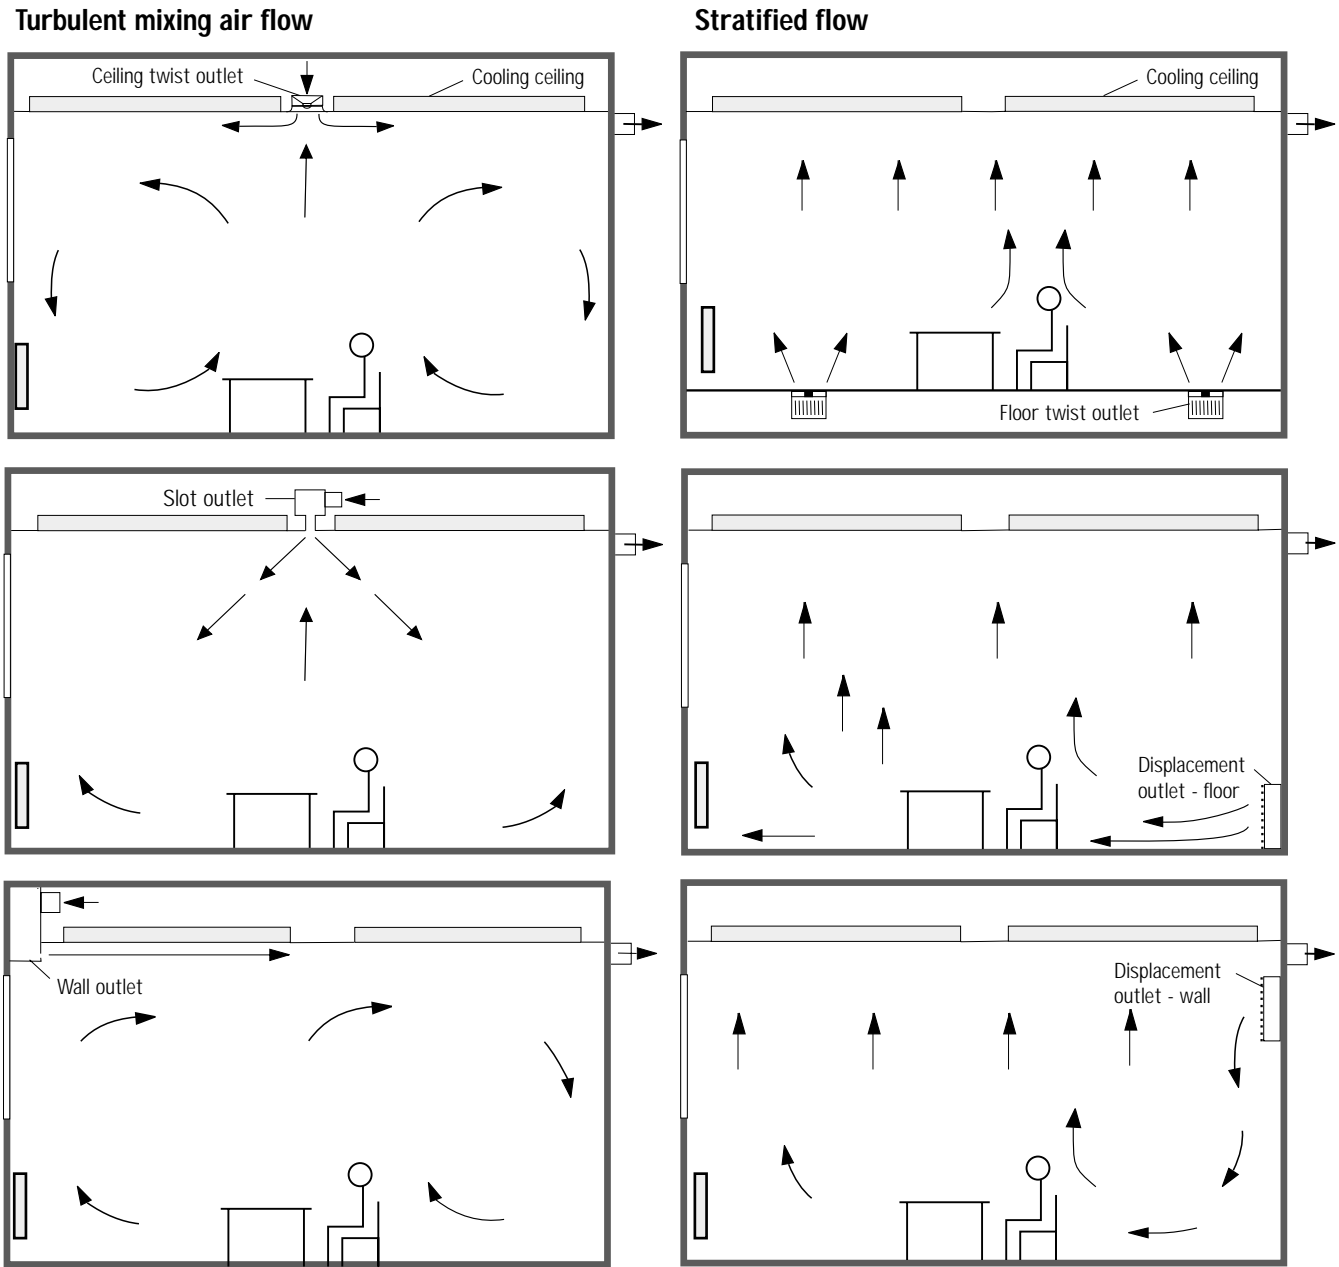 Turbulent mixing air flow
Stratified flow
Ceiling twist outlet
Cooling ceiling
Cooling ceiling
Floor twist outlet
Slot outlet
Displacement
outlet - floor
Wall outlet
Displacement
outlet - wall